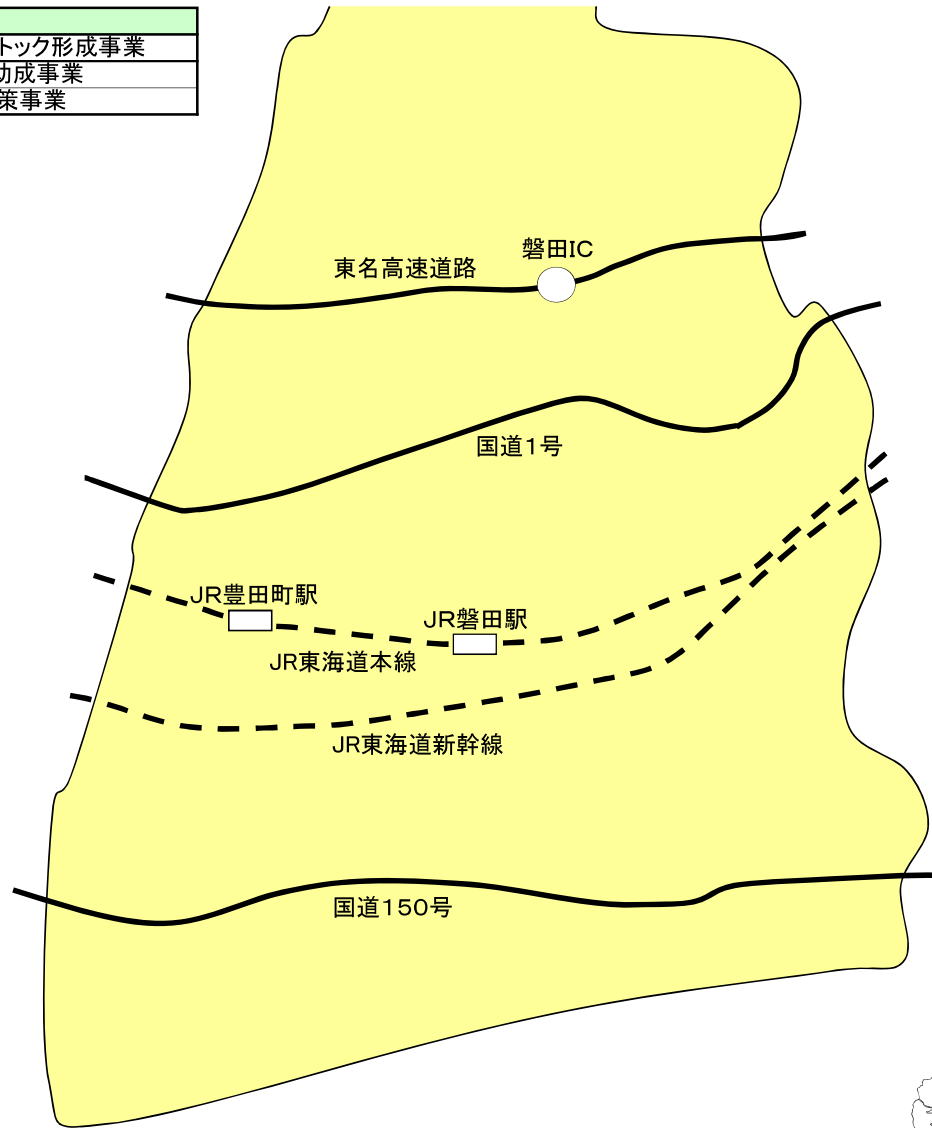 トック形成事業
助成事業
策事業
磐田IC
東名高速道路
国道1号
JR豊田町駅
JR磐田駅
JR東海道本線
JR東海道新幹線
国道150号